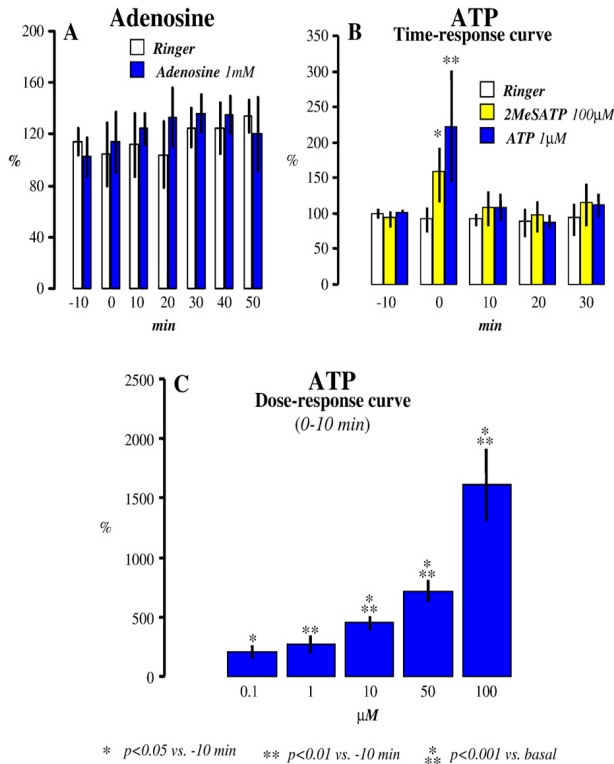 Adenosine
A
200
160
120
80
40
0
%
Ringer
Adenosine 1mM
-10 0 10 20 30 40 50
min
ATP
Time-response curve
B
350
300
250
200
150
100
50
0
%
Ringer
2MeSATP 100µM
ATP 1µM
*
**
-10 0 10 20 30
min
C
ATP
Dose-response curve
(0-10 min)
2500
2000
1500
1000
500
0
%
*
**
*
**
*
**
*
**
0.1 1 10 50 100
µM
* p<0.05 vs. -10 min ** p<0.01 vs. -10 min *** p<0.001 vs. basal